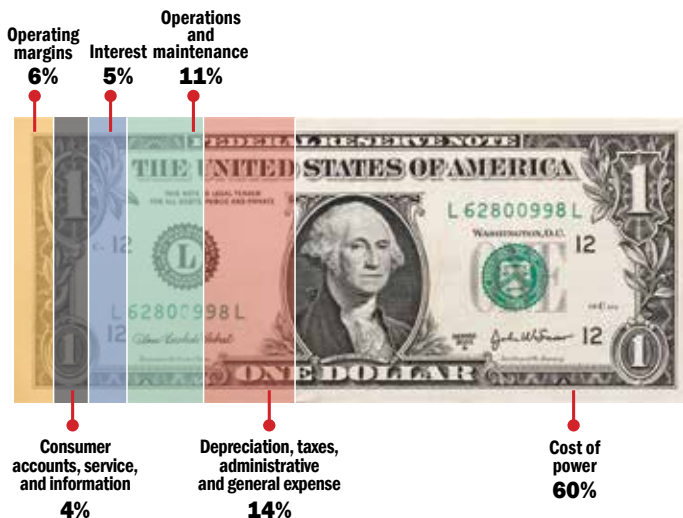 Operating
margins
6%
Interest
5%
Operations
and
maintenance
11%
FEDERAL RESERVE NOTE
THE UNITED STATES OF AMERICA
THIS NOTE IS LEGAL TENDER
FOR ALL DEBTS, PUBLIC AND PRIVATE
L 62800998 L
WASHINGTON, D.C.
1
1
12
12
L
ONE
L 62800998 L
12
12
1
1
ONE DOLLAR
Consumer
accounts, service,
and information
4%
Depreciation, taxes,
administrative
and general expense
14%
Cost of
power
60%